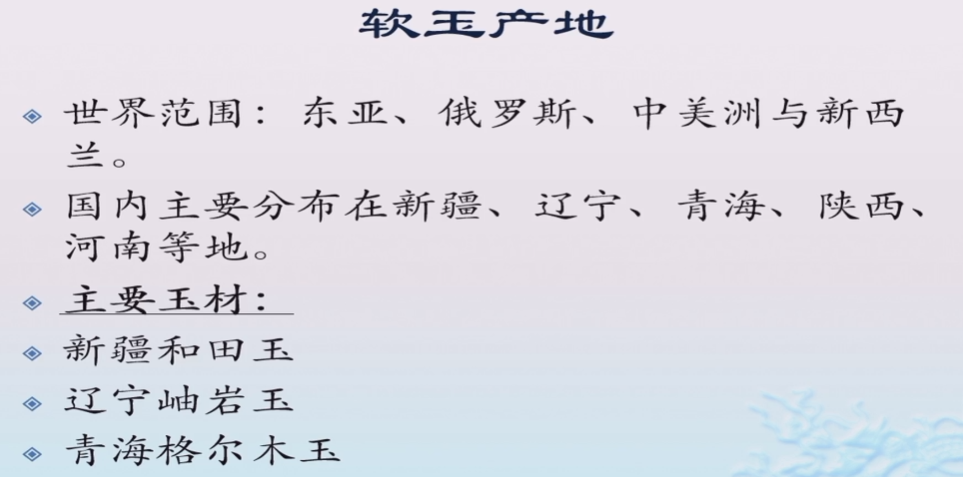 软玉产地
世界范围：东亚、俄罗斯、中美洲与新西
兰。
国内主要分布在新疆、辽宁、青海、陕西、
河南等地。
主要玉材：
新疆和田玉
辽宁岫岩玉
青海格尔木玉